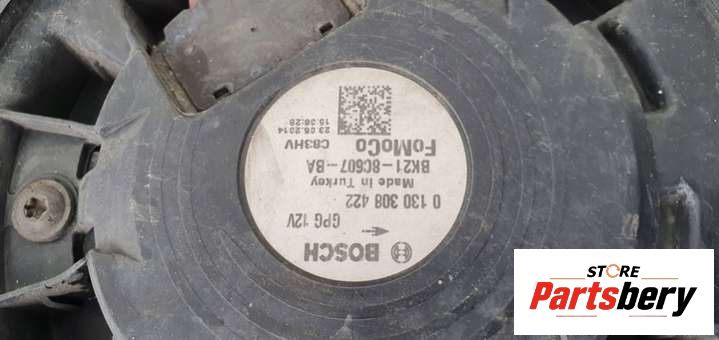 BOSCH
GPG 12V
0 130 308 422
Made in Turkey
BK21-8C607-BA
FoMoCo
C83HV
23.05.2014
15:36:28
STORE
Partsbery